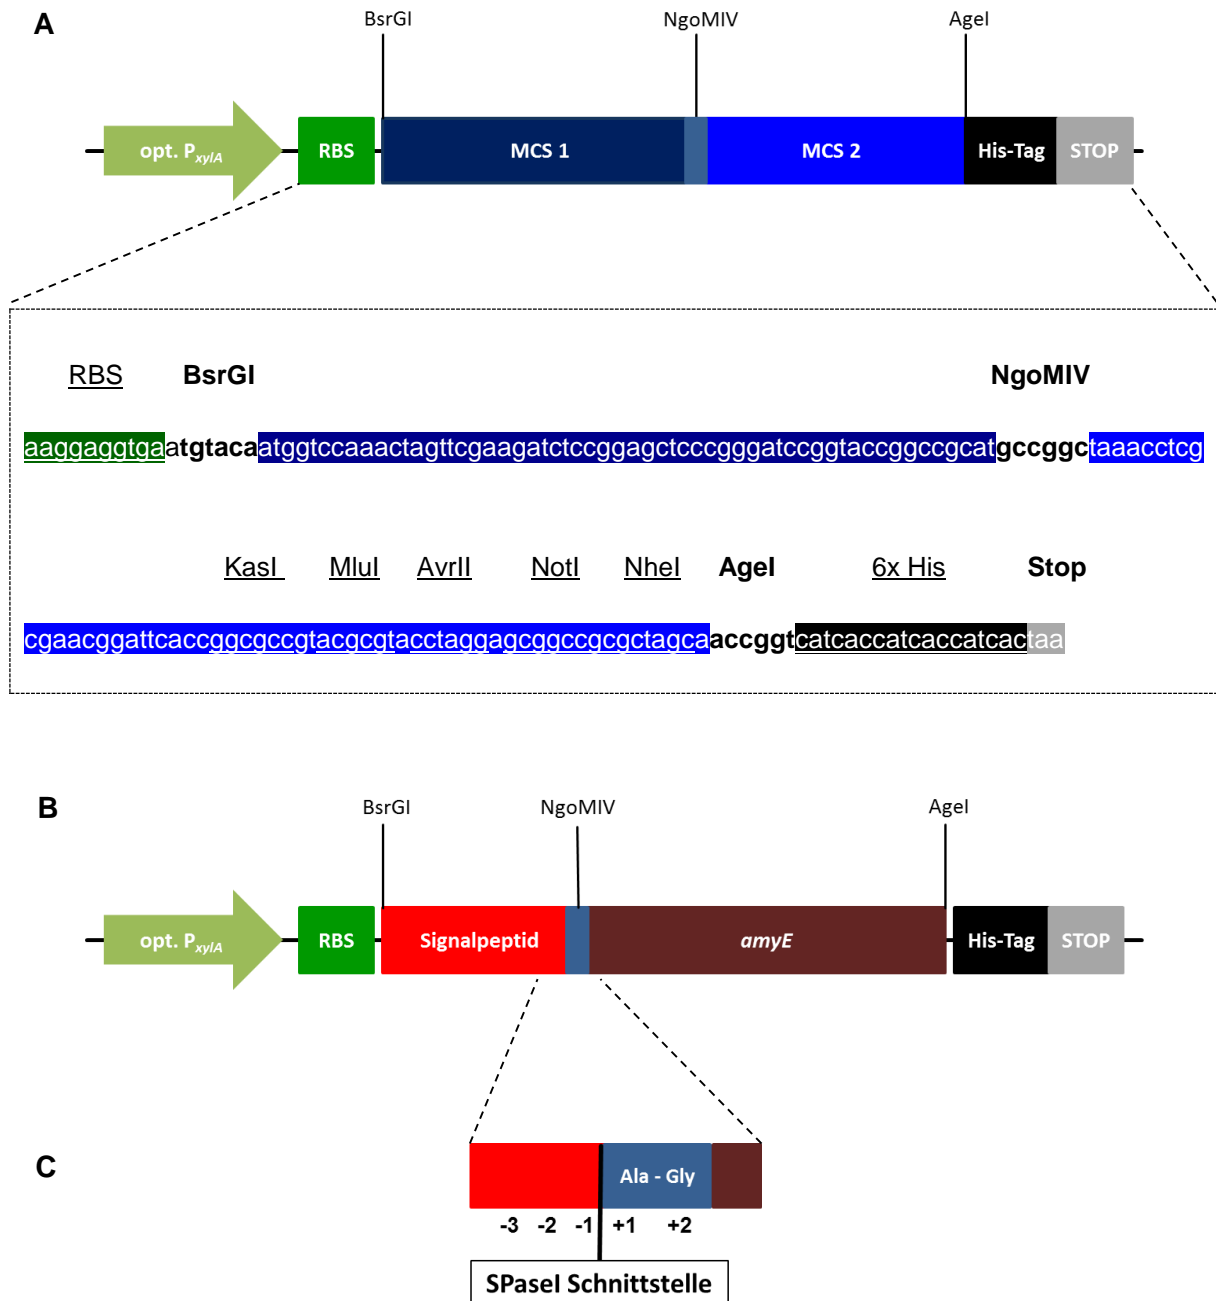 A
BsrGI NgoMIV AgeI
opt. PxylA RBS MCS 1 MCS 2 His-Tag STOP
RBS BsrGI NgoMIV
aaggaggtgaatgtacaatggtccaaactagttcgaagatctccggagctcccgggatccggtaccggccgcatgccggctaaacctcg
KasI MluI AvrII NotI NheI AgeI 6x His Stop
cgaacggattcaccggcgccgtacgcgtacctaggagcggccgcgctagcaaccggtcatcaccatcaccatcactaa
B
BsrGI NgoMIV AgeI
opt. PxylA RBS Signalpeptid amyE His-Tag STOP
C
Ala - Gly
-3 -2 -1 +1 +2
SPaseI Schnittstelle